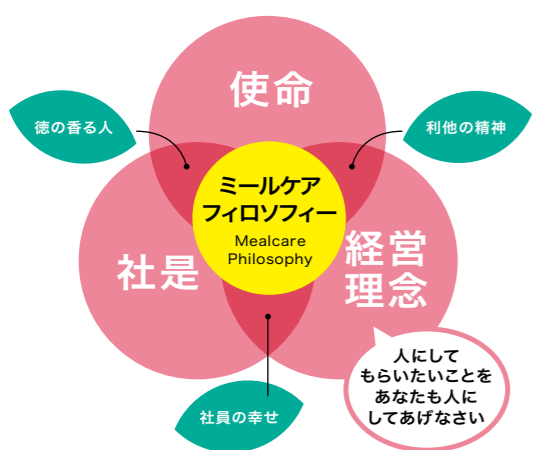 使命
徳の香る人
利他の精神
ミールケア
フィロソフィー
Mealcare
Philosophy
社是
経営
理念
人にして
もらいたいことを
あなたも人に
してあげなさい
社員の幸せ